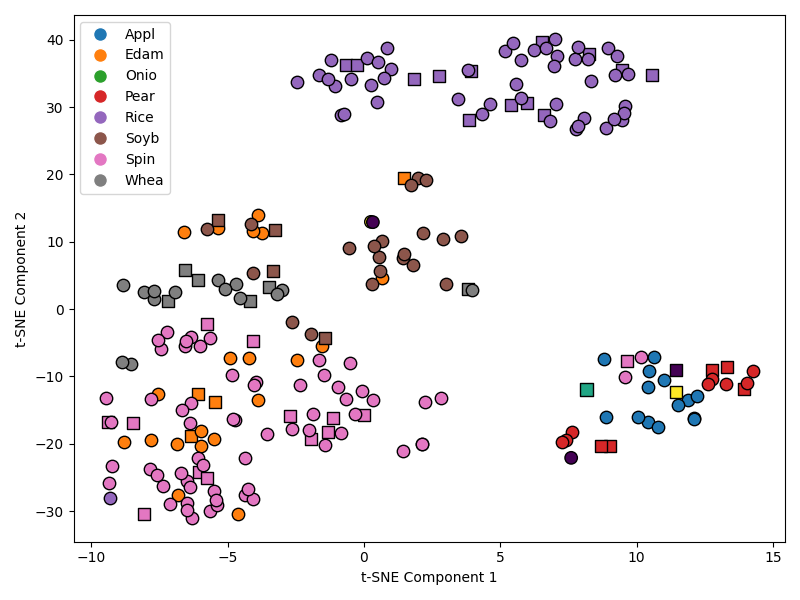 Appl
Edam
Onio
Pear
Rice
Soyb
Spin
Whea
t-SNE Component 2
40
30
20
10
0
−10
−20
−30
−10
−5
0
5
10
15
t-SNE Component 1